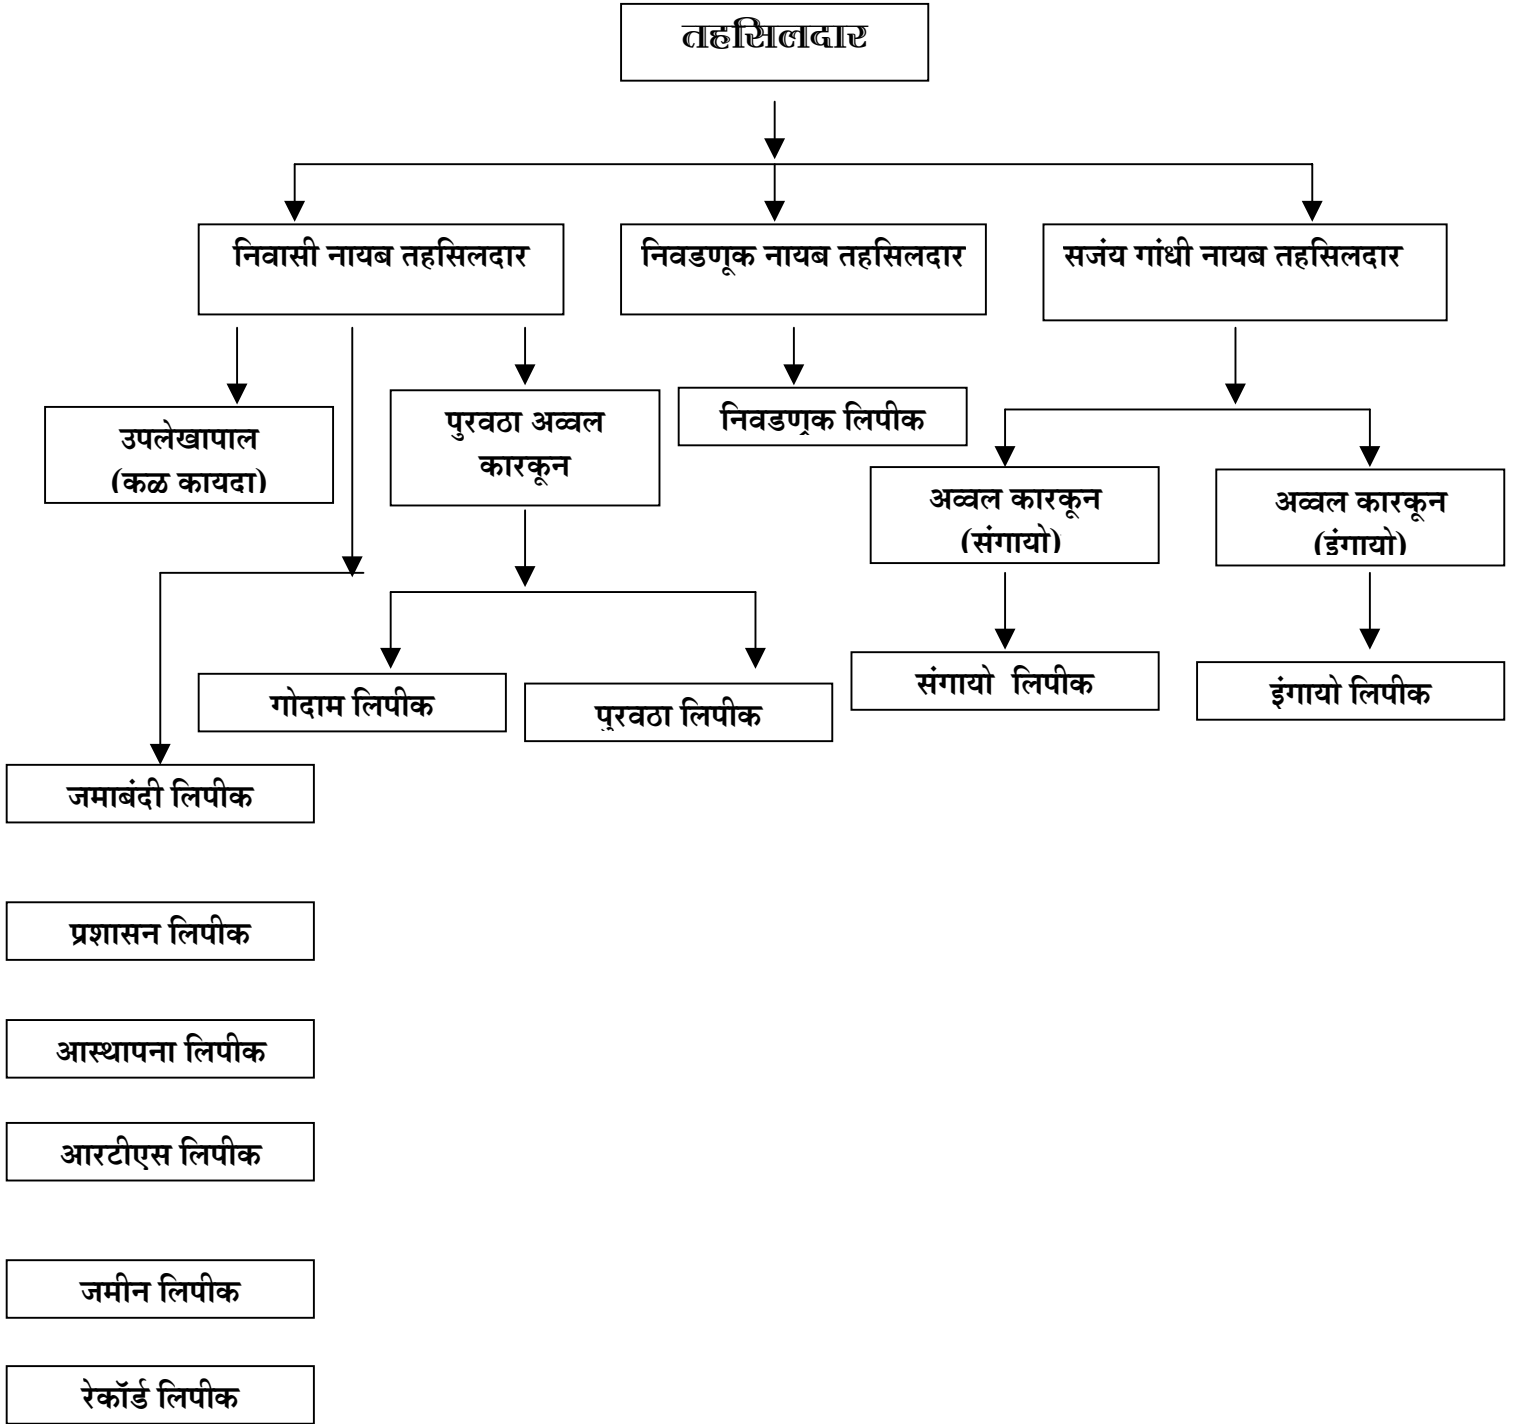 तहसिलदार
निवासी नायब तहसिलदार
निवडणूक नायब तहसिलदार
सजंय गांधी नायब तहसिलदार
उपलेखापाल
(कळ कायदा)
पुरवठा अव्वल
कारकून
निवडणूक लिपीक
अव्वल कारकून
(संगायो)
अव्वल कारकून
(इंगायो)
गोदाम लिपीक
पुरवठा लिपीक
संगायो लिपीक
इंगायो लिपीक
जमाबंदी लिपीक
प्रशासन लिपीक
आस्थापना लिपीक
आरटीएस लिपीक
जमीन लिपीक
रेकॉर्ड लिपीक